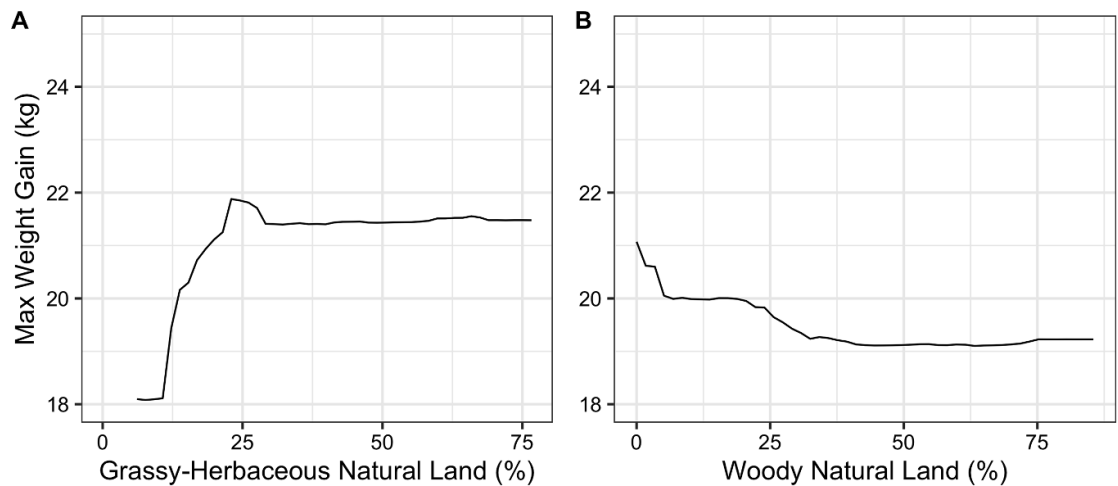 A
B
Max Weight Gain (kg)
24
22
20
18
0 25 50 75
Grassy-Herbaceous Natural Land (%)
24
22
20
18
0 25 50 75
Woody Natural Land (%)